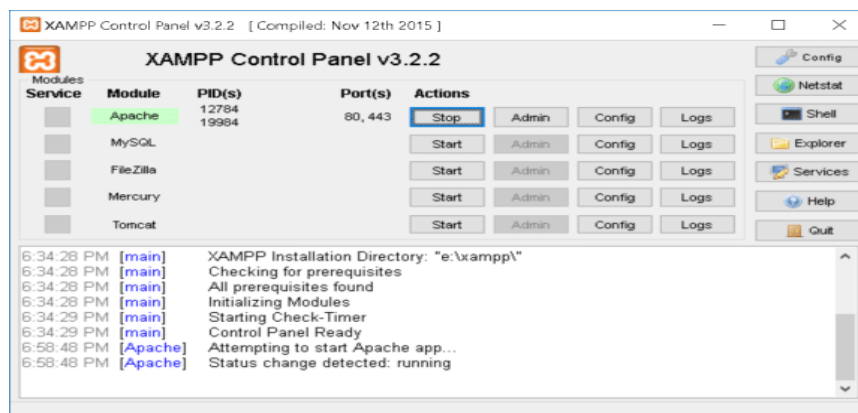 XAMPP Control Panel v3.2.2 [ Compiled: Nov 12th 2015 ]
XAMPP Control Panel v3.2.2
Config
Modules
Service Module PID(s) Port(s) Actions
Netstat
Apache 12784 19984 80, 443 Stop Admin Config Logs
Shell
MySQL Start Admin Config Logs
Explorer
FileZilla Start Admin Config Logs
Services
Mercury Start Admin Config Logs
Help
Tomcat Start Admin Config Logs
Quit
6:34:28 PM [main] XAMPP Installation Directory: "e:\xampp\"
6:34:28 PM [main] Checking for prerequisites
6:34:28 PM [main] All prerequisites found
6:34:28 PM [main] Initializing Modules
6:34:29 PM [main] Starting Check-Timer
6:34:29 PM [main] Control Panel Ready
6:58:48 PM [Apache] Attempting to start Apache app...
6:58:48 PM [Apache] Status change detected: running